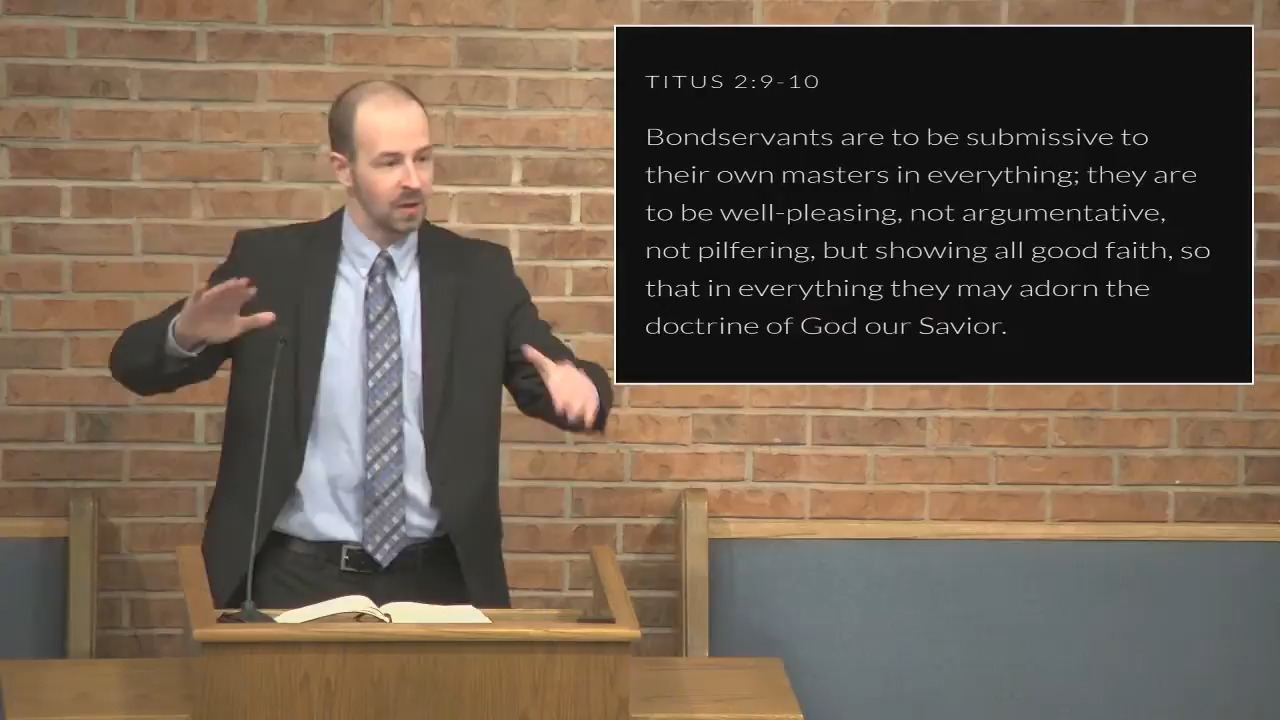 TITUS 2:9-10
Bondservants are to be submissive to
their own masters in everything; they are
to be well-pleasing, not argumentative,
not pilfering, but showing all good faith, so
that in everything they may adorn the
doctrine of God our Savior.